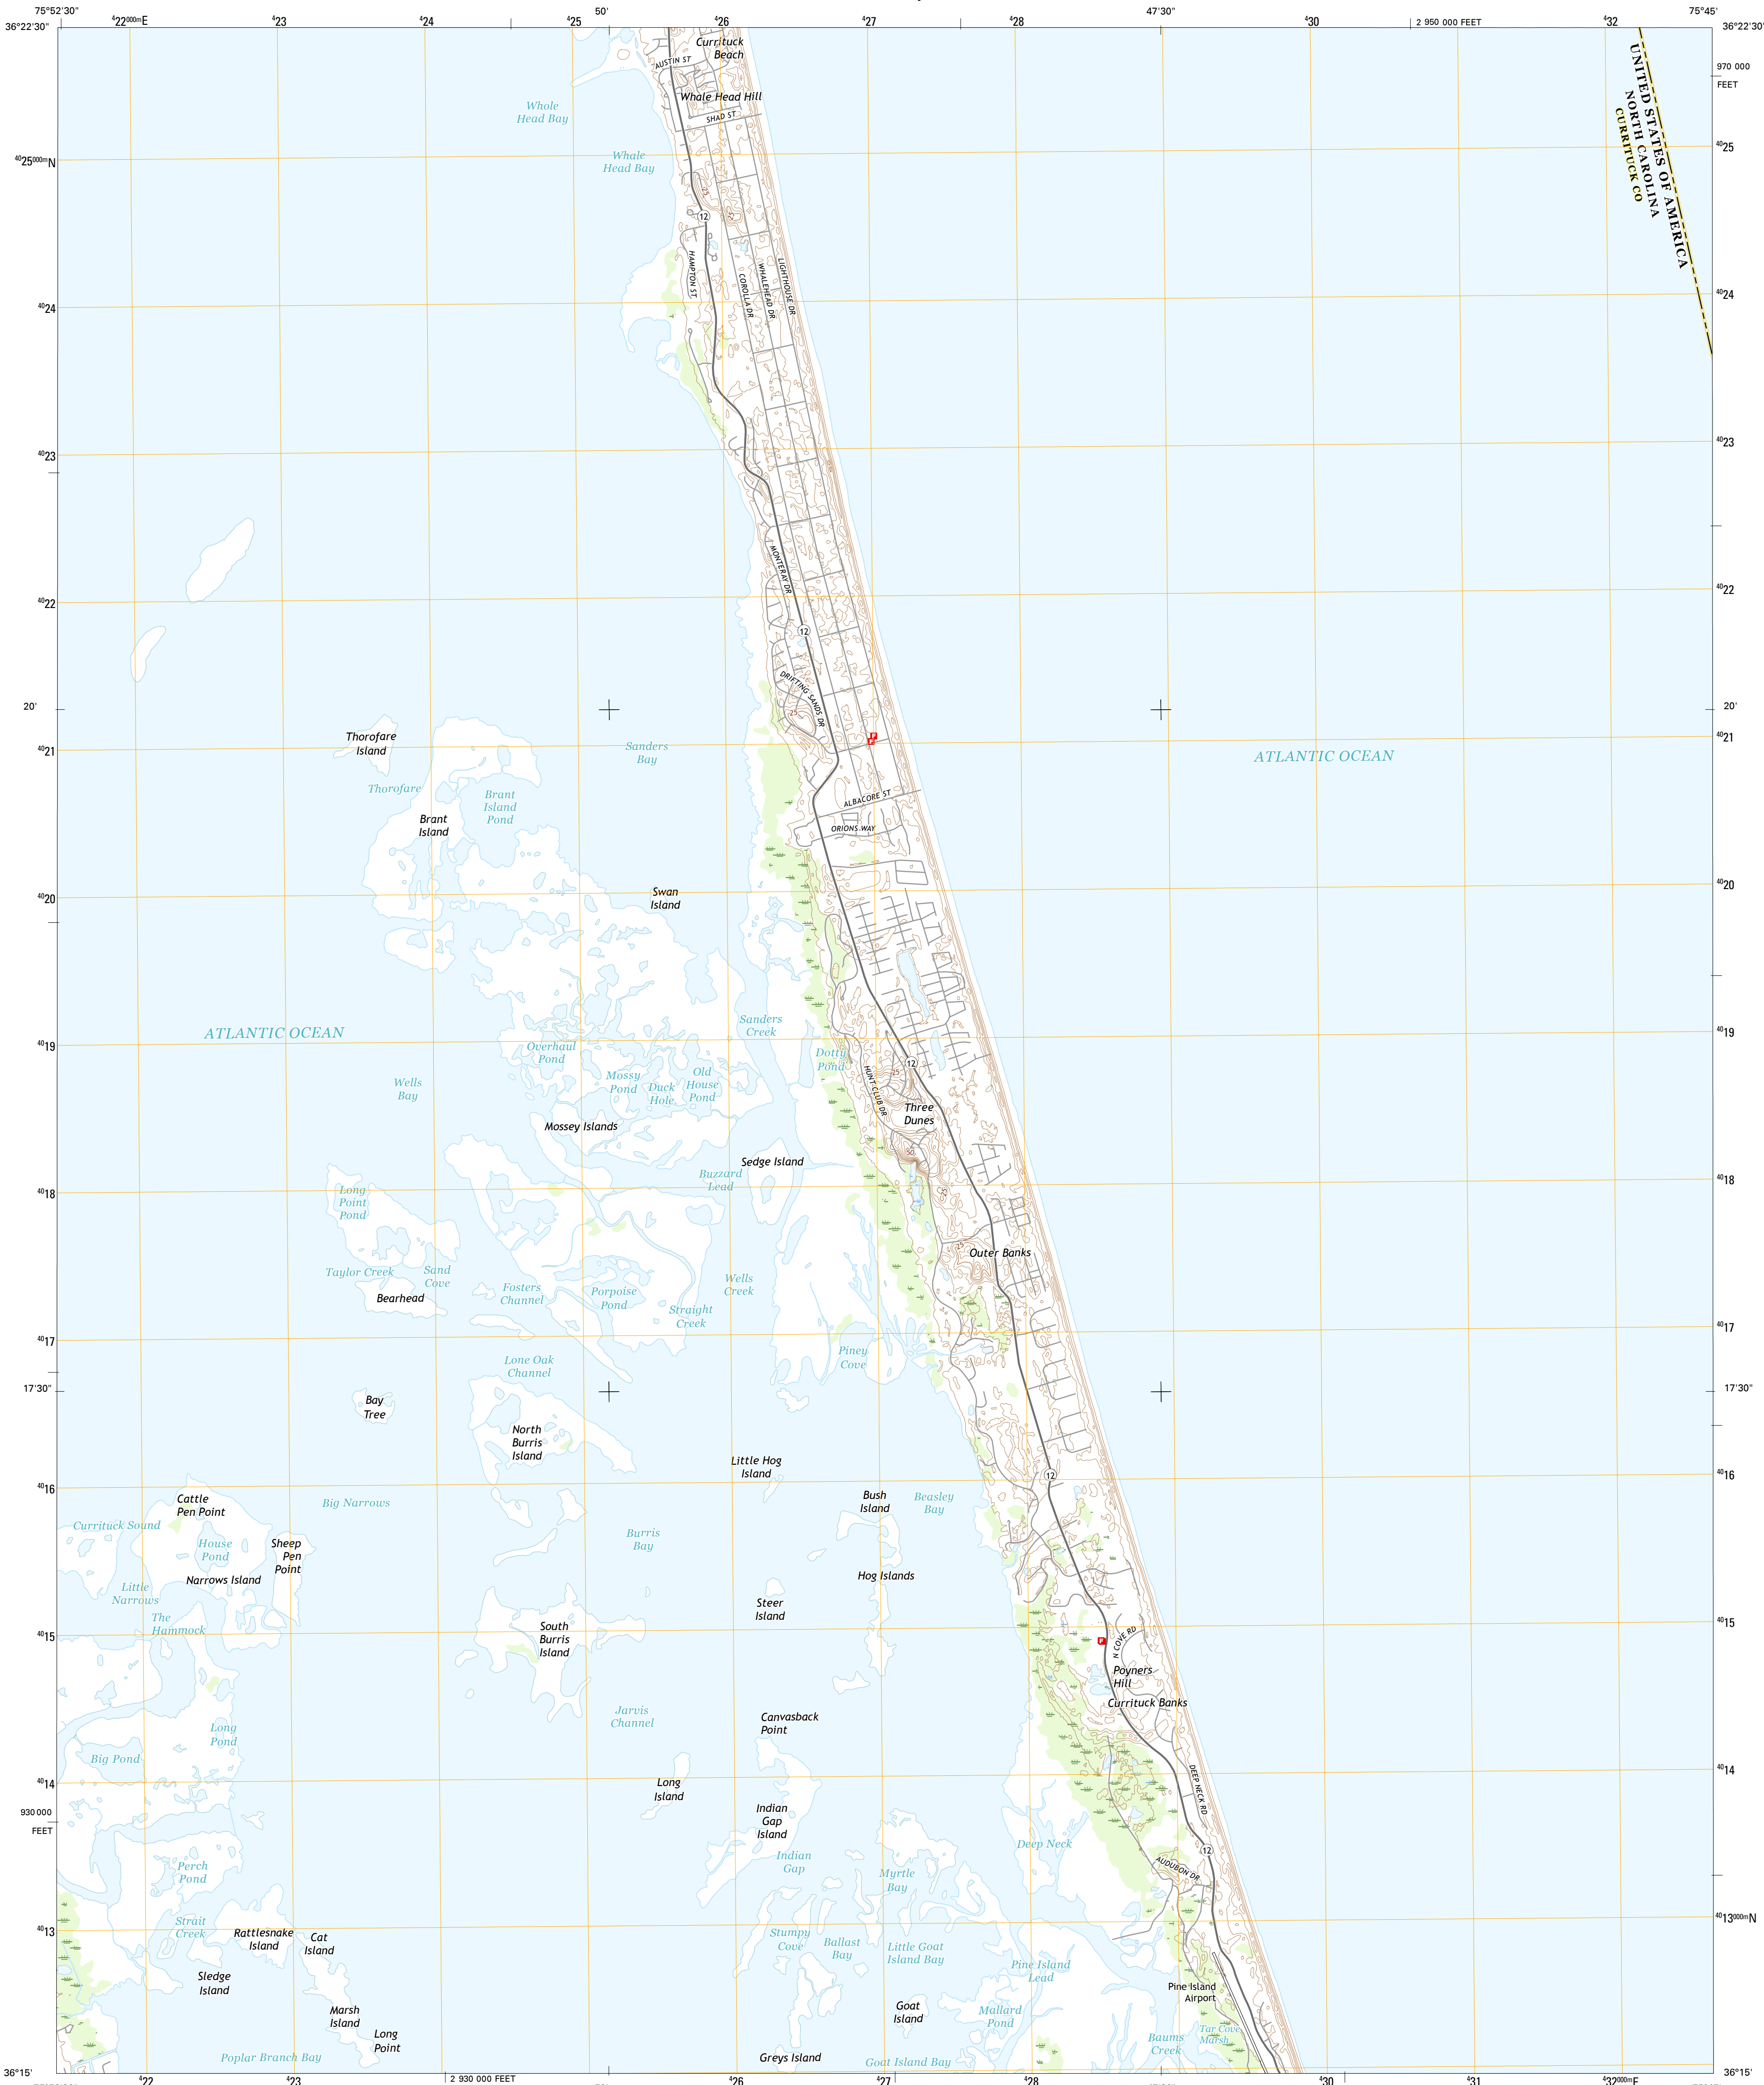 75°52'30"
⁴22⁰⁰⁰ᵐE
⁴23
⁴24
⁴25
50'
⁴26
⁴27
⁴28
47'30"
⁴30
2 950 000 FEET
⁴32
75°45'
36°22'30"
36°22'30"
Currituck
Beach
AUSTIN ST
Whale Head Hill
SHAD ST
Whole
Head Bay
Whale
Head Bay
UNITED STATES OF AMERICA
NORTH CAROLINA
CURRITUCK CO
970 000
FEET
⁴⁰25⁰⁰⁰ᵐN
⁴⁰25
25
25
12
HAMPTON ST
COROLLA DR
WHALEHEAD DR
LIGHTHOUSE DR
⁴⁰24
⁴⁰24
⁴⁰23
⁴⁰23
MONTERAY DR
⁴⁰22
⁴⁰22
12
DRIFTING SANDS DR
25
20'
20'
F
F
⁴⁰21
⁴⁰21
Thorofare
Island
Sanders
Bay
ATLANTIC OCEAN
Thorofare
Brant
Island
Pond
Brant
Island
ALBACORE ST
ORIONS WAY
⁴⁰20
⁴⁰20
Swan
Island
ATLANTIC OCEAN
⁴⁰19
⁴⁰19
Sanders
Creek
Overhaul
Pond
Dotty
Pond
Wells
Bay
Mossy
Pond
Duck
Hole
Old
House
Pond
HUNT CLUB DR
12
25
Three
Dunes
Mossey Islands
50
Sedge Island
Buzzard
Lead
⁴⁰18
⁴⁰18
Long
Point
Pond
25
25
Outer Banks
Taylor Creek
Sand
Cove
Bearhead
Fosters
Channel
Porpoise
Pond
Wells
Creek
Straight
Creek
⁴⁰17
⁴⁰17
Lone Oak
Channel
Piney
Cove
17'30"
17'30"
Bay
Tree
North
Burris
Island
Little Hog
Island
12
⁴⁰16
⁴⁰16
Cattle
Pen Point
Big Narrows
Bush
Island
Beasley
Bay
Currituck Sound
House
Pond
Sheep
Pen
Point
Burris
Bay
Narrows Island
Hog Islands
Little
Narrows
The
Hammock
Steer
Island
⁴⁰15
⁴⁰15
South
Burris
Island
F
N COVE RD
Poyners
Hill
Currituck Banks
Jarvis
Channel
Canvasback
Point
Long
Pond
Big Pond
⁴⁰14
⁴⁰14
Long
Island
DEEP NECK RD
930 000
FEET
Indian
Gap
Island
Deep Neck
12
Indian
Gap
Perch
Pond
Myrtle
Bay
AUDUBON DR
⁴⁰13
⁴⁰13⁰⁰⁰ᵐN
Strait
Creek
Rattlesnake
Island
Cat
Island
Stumpy
Cove
Ballast
Bay
Little Goat
Island Bay
Pine Island
Lead
Sledge
Island
Pine Island
Airport
Marsh
Island
Goat
Island
Mallard
Pond
Long
Point
Tar Cove
Marsh
Baums
Creek
Poplar Branch Bay
Greys Island
Goat Island Bay
36°15'
36°15'
⁴22
⁴23
2 930 000 FEET
⁴26
⁴27
⁴28
⁴30
⁴31
⁴32⁰⁰⁰ᵐE